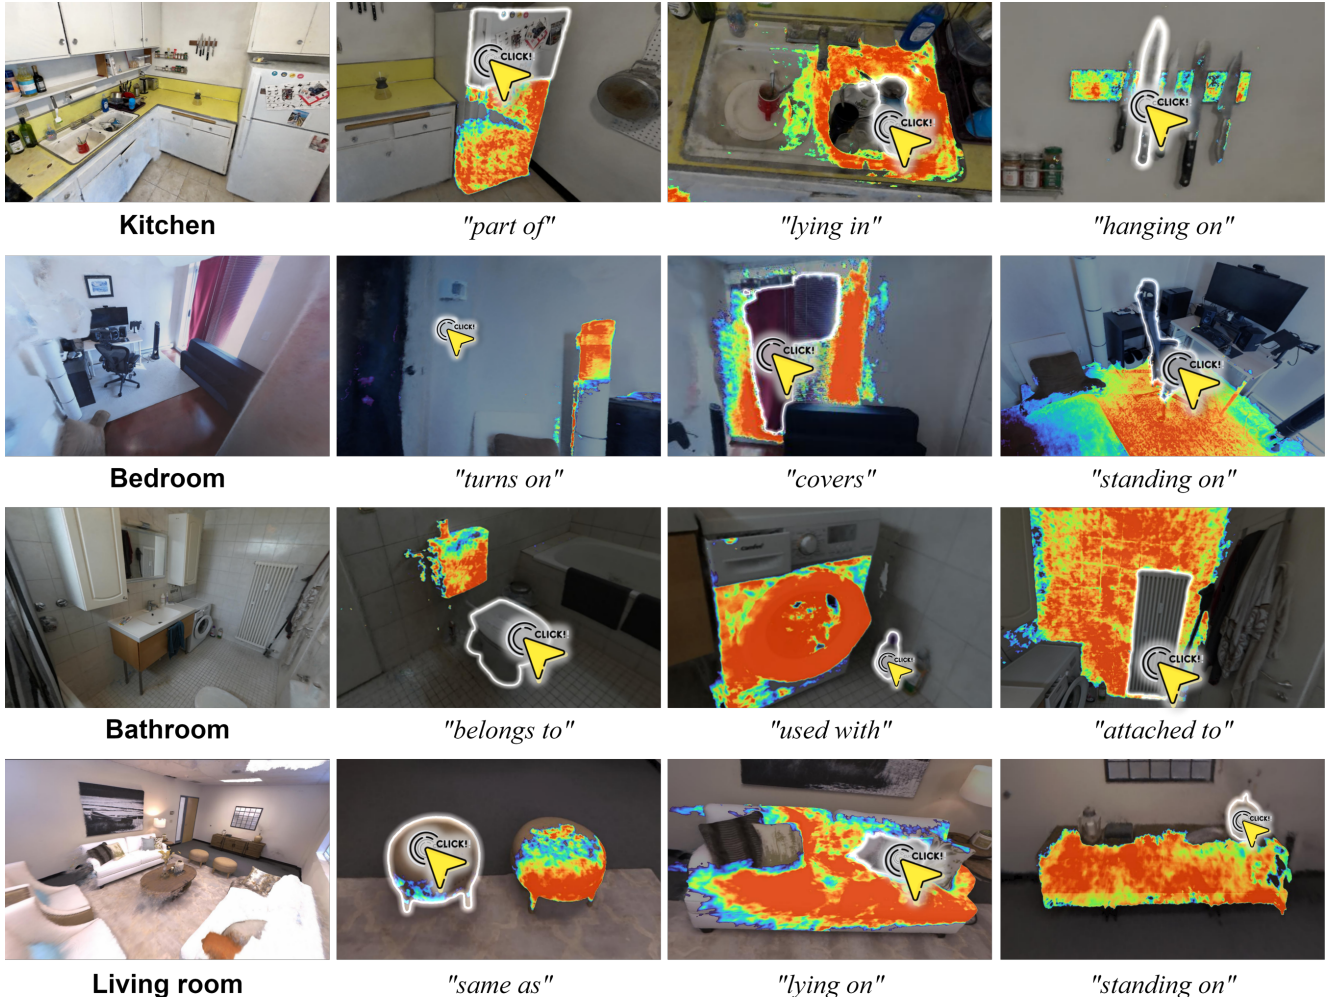 CLICK!
CLICK!
CLICK!
Kitchen
"part of"
"lying in"
"hanging on"
CLICK!
CLICK!
CLICK!
Bedroom
"turns on"
"covers"
"standing on"
CLICK!
CLICK!
CLICK!
Bathroom
"belongs to"
"used with"
"attached to"
CLICK!
CLICK!
CLICK!
Living room
"same as"
"lying on"
"standing on"